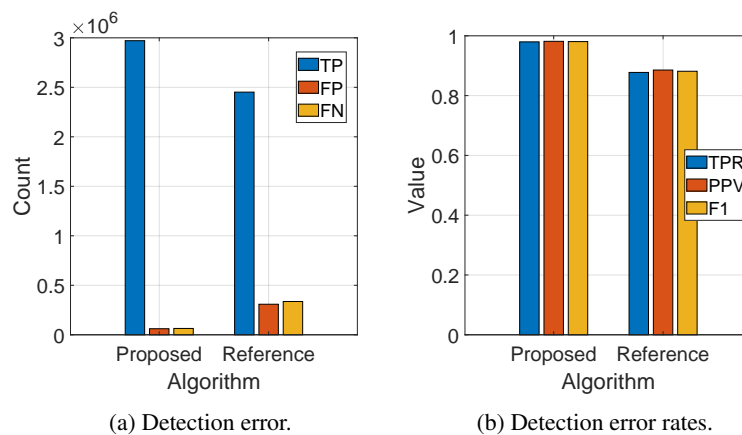 ×10⁶
3
2.5
2
1.5
1
0.5
0
Count
TP
FP
FN
Proposed Reference
Algorithm
(a) Detection error.
1
0.8
0.6
0.4
0.2
0
Value
TPR
PPV
F1
Proposed Reference
Algorithm
(b) Detection error rates.